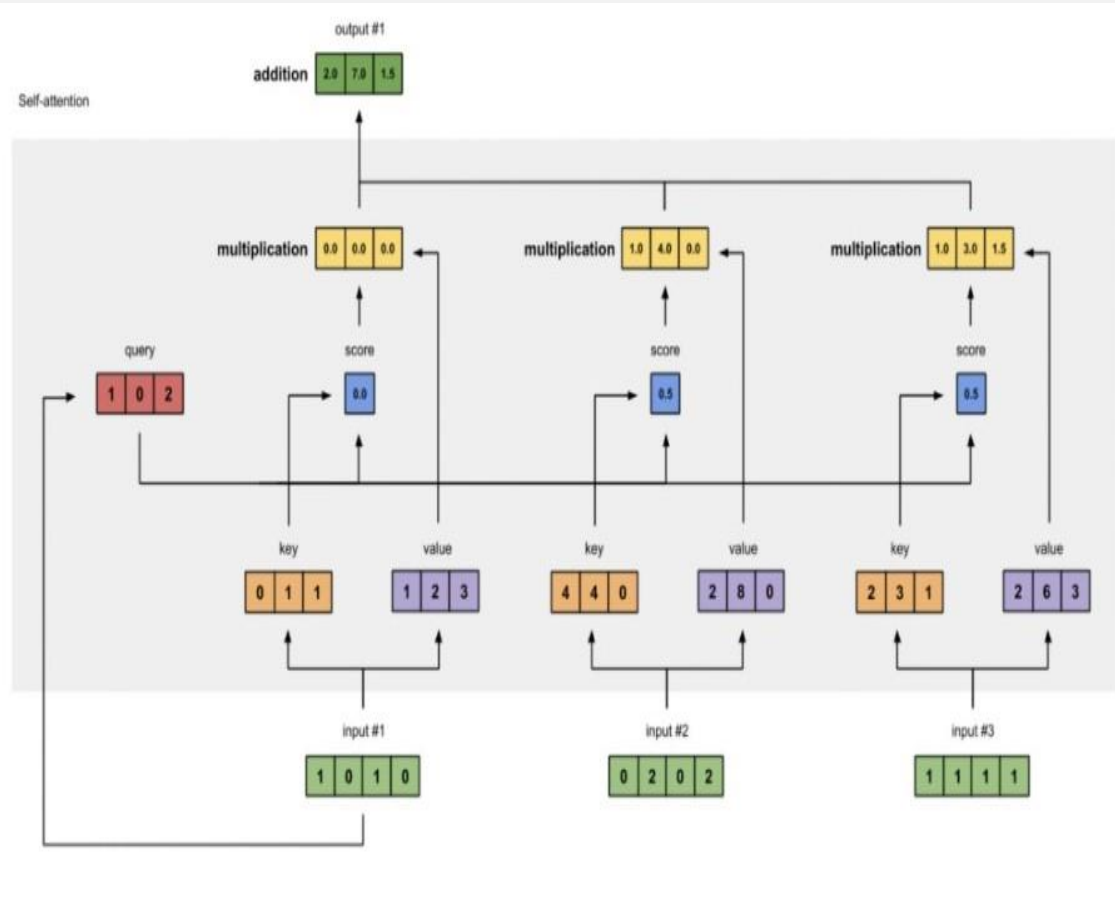 output #1
addition 2.0 7.0 1.5
Self-attention
multiplication 0.0 0.0 0.0 multiplication 1.0 4.0 0.0 multiplication 1.0 3.0 1.5
query score score score
1 0 2 0.0 0.5 0.5
key value key value key value
0 1 1 1 2 3 4 4 0 2 8 0 2 3 1 2 6 3
input #1 input #2 input #3
1 0 1 0 0 2 0 2 1 1 1 1